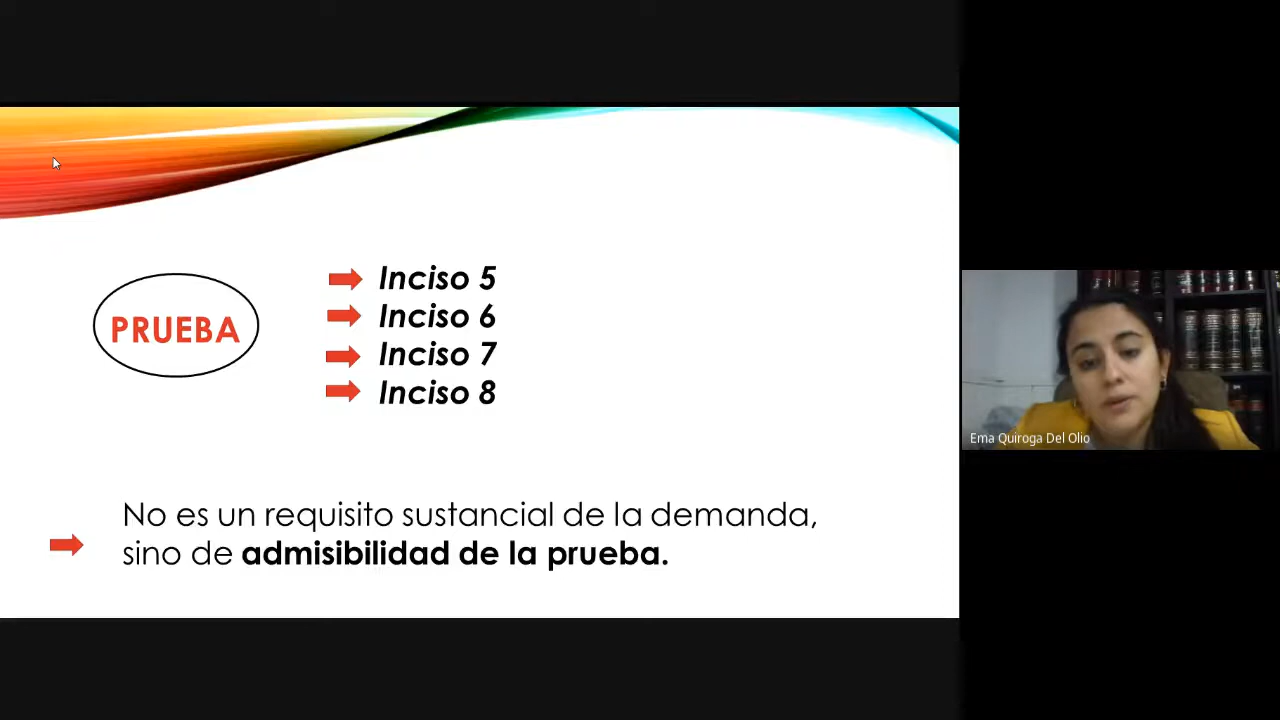 PRUEBA
Inciso 5
Inciso 6
Inciso 7
Inciso 8
No es un requisito sustancial de la demanda,
sino de admisibilidad de la prueba.
Ema Quiroga Del Olio